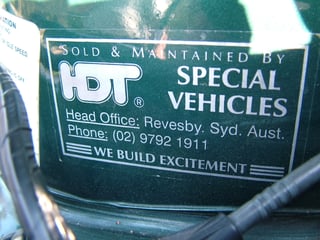 SOLD & MAINTAINED BY
HDT® SPECIAL
VEHICLES
Head Office: Revesby. Syd. Aust.
Phone: (02) 9792 1911
WE BUILD EXCITEMENT